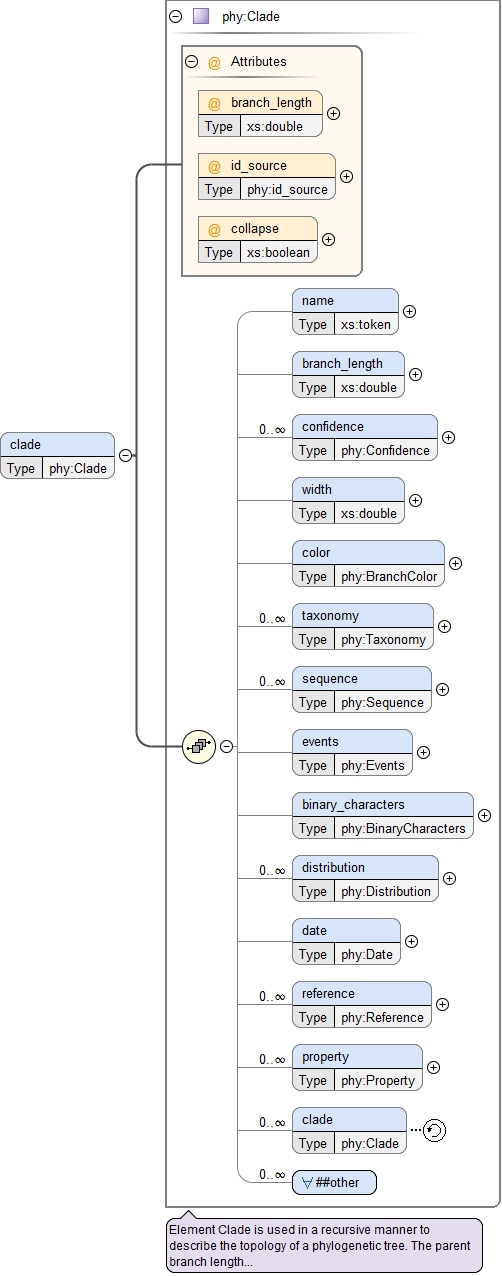 phy:Clade
@ Attributes
@ branch_length
Type xs:double
@ id_source
Type phy:id_source
@ collapse
Type xs:boolean
name
Type xs:token
branch_length
Type xs:double
0..∞ confidence
Type phy:Confidence
clade
Type phy:Clade
width
Type xs:double
color
Type phy:BranchColor
0..∞ taxonomy
Type phy:Taxonomy
0..∞ sequence
Type phy:Sequence
events
Type phy:Events
binary_characters
Type phy:BinaryCharacters
0..∞ distribution
Type phy:Distribution
date
Type phy:Date
0..∞ reference
Type phy:Reference
0..∞ property
Type phy:Property
0..∞ clade
Type phy:Clade
0..∞ ∀ ##other
Element Clade is used in a recursive manner to
describe the topology of a phylogenetic tree. The parent
branch length...